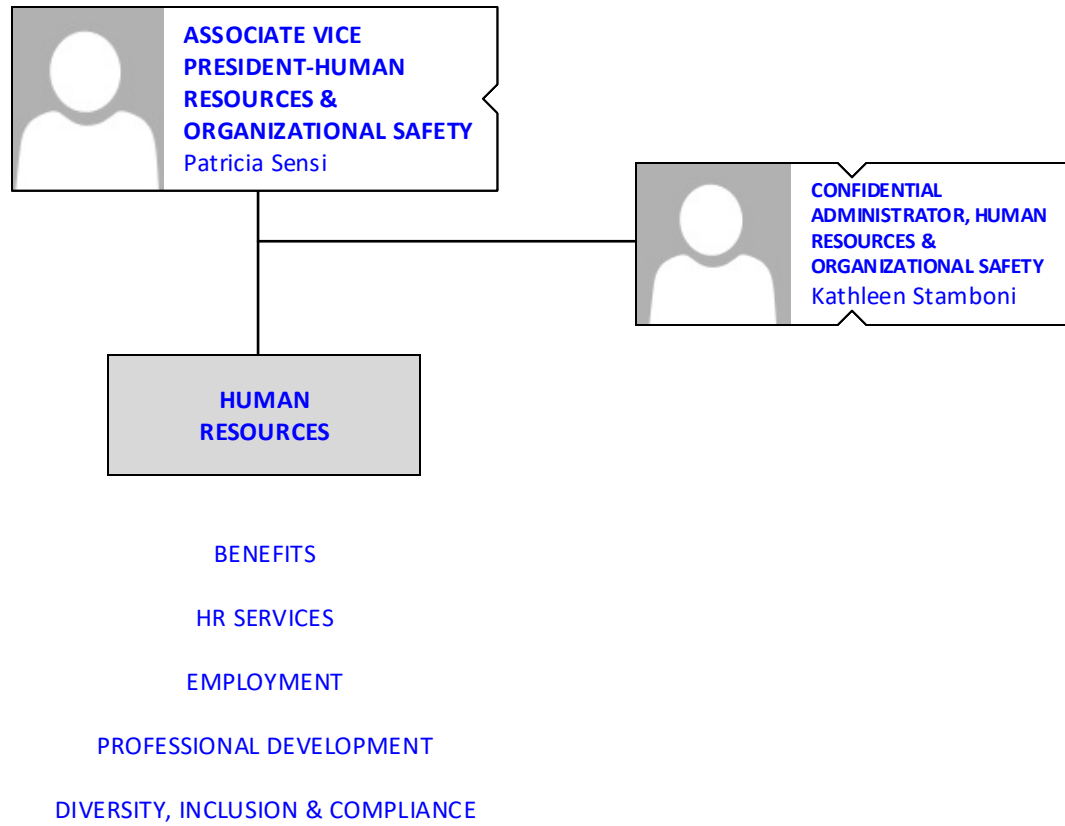 ASSOCIATE VICE
PRESIDENT-HUMAN
RESOURCES &
ORGANIZATIONAL SAFETY
Patricia Sensi
CONFIDENTIAL
ADMINISTRATOR, HUMAN
RESOURCES &
ORGANIZATIONAL SAFETY
Kathleen Stamboni
HUMAN
RESOURCES
BENEFITS
HR SERVICES
EMPLOYMENT
PROFESSIONAL DEVELOPMENT
DIVERSITY, INCLUSION & COMPLIANCE